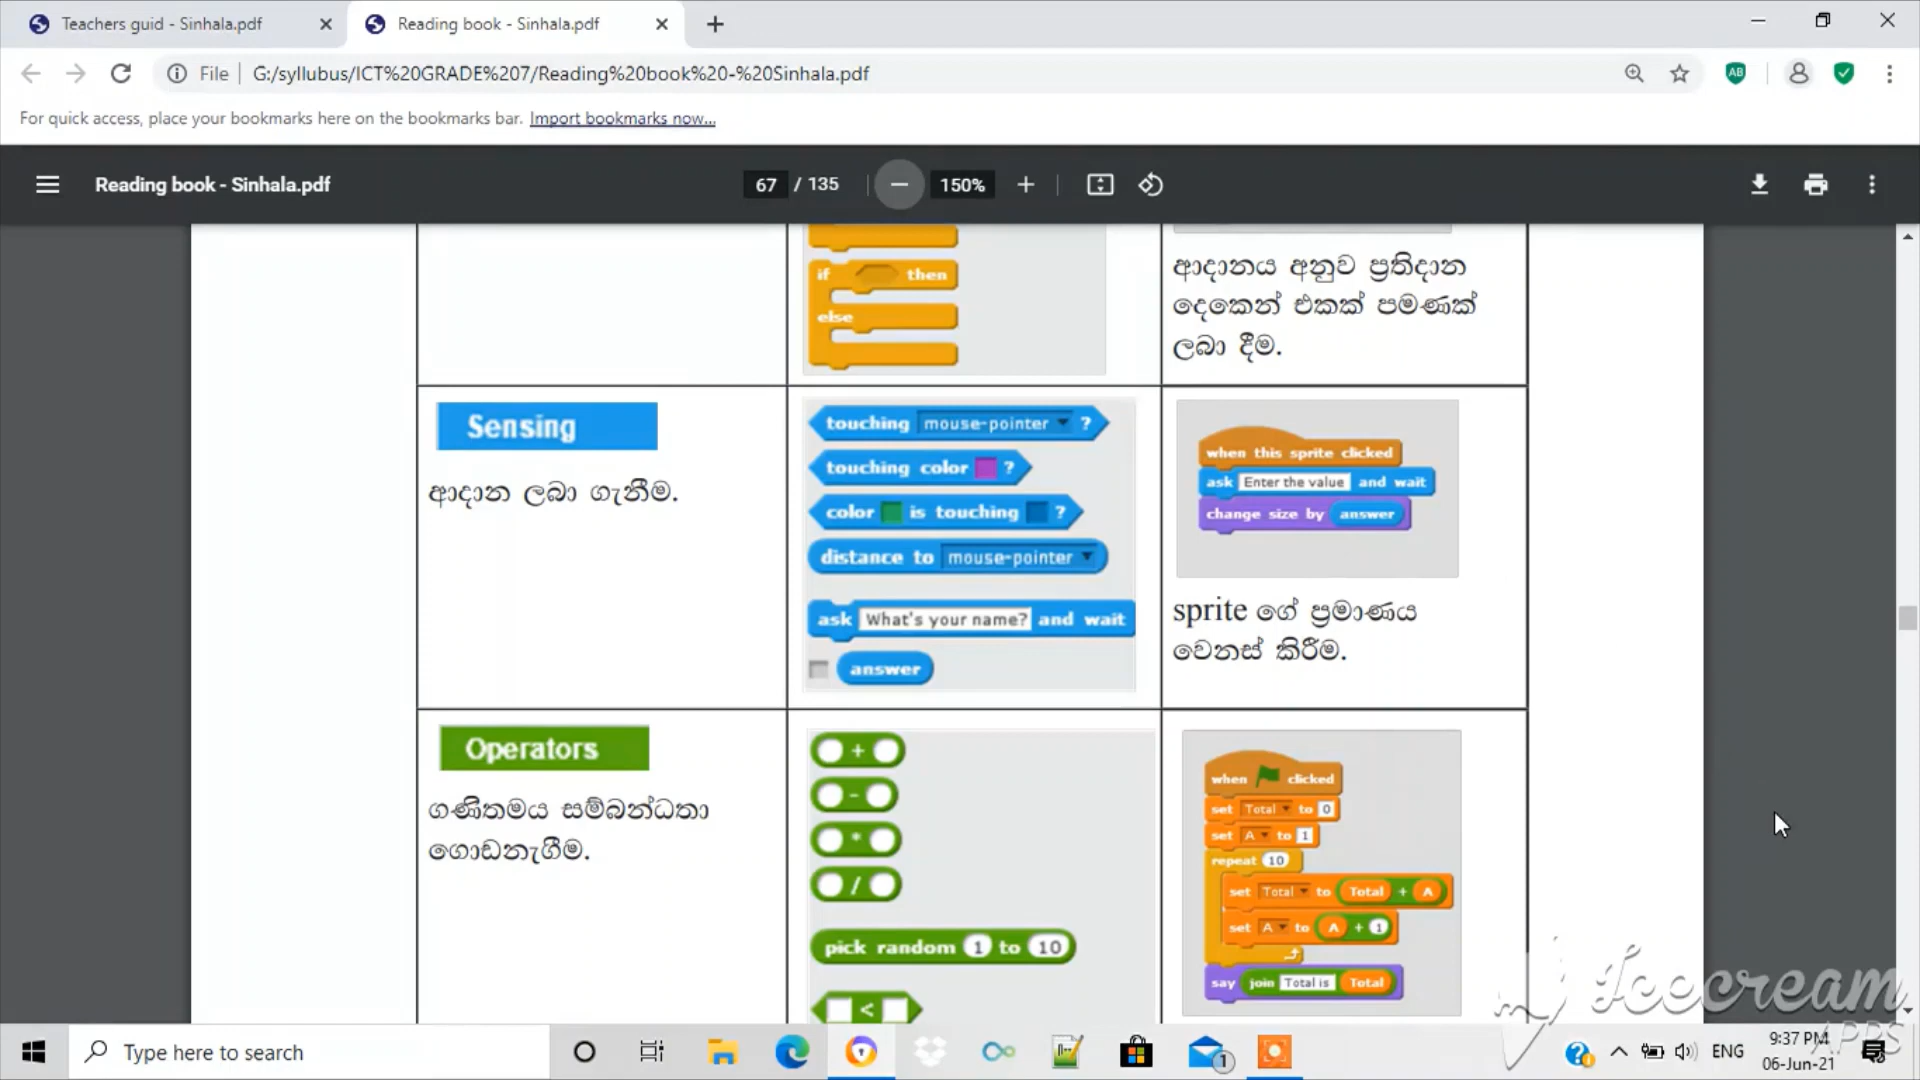 Teachers guid - Sinhala.pdf
Reading book - Sinhala.pdf
File G:/syllubus/ICT%20GRADE%207/Reading%20book%20-%20Sinhala.pdf
AB
For quick access, place your bookmarks here on the bookmarks bar. Import bookmarks now...
Reading book - Sinhala.pdf
67 / 135
150%
if then
else
ආදානය අනුව ප්‍රතිදාන
දෙකෙන් එකක් පමණක්
ලබා දීම.
Sensing
ආදාන ලබා ගැනීම.
touching mouse-pointer ?
touching color ?
color is touching ?
distance to mouse-pointer
ask What's your name? and wait
answer
when this sprite clicked
ask Enter the value and wait
change size by answer
sprite ගේ ප්‍රමාණය
වෙනස් කිරීම.
Operators
ගණිතමය සම්බන්ධතා
ගොඩනැගීම.
+
-
*
/
pick random 1 to 10
<
when clicked
set Total to 0
set A to 1
repeat 10
set Total to Total + A
set A to A + 1
say join Total is Total
Icecream
APPS
Type here to search
1
ENG
9:37 PM
06-Jun-21